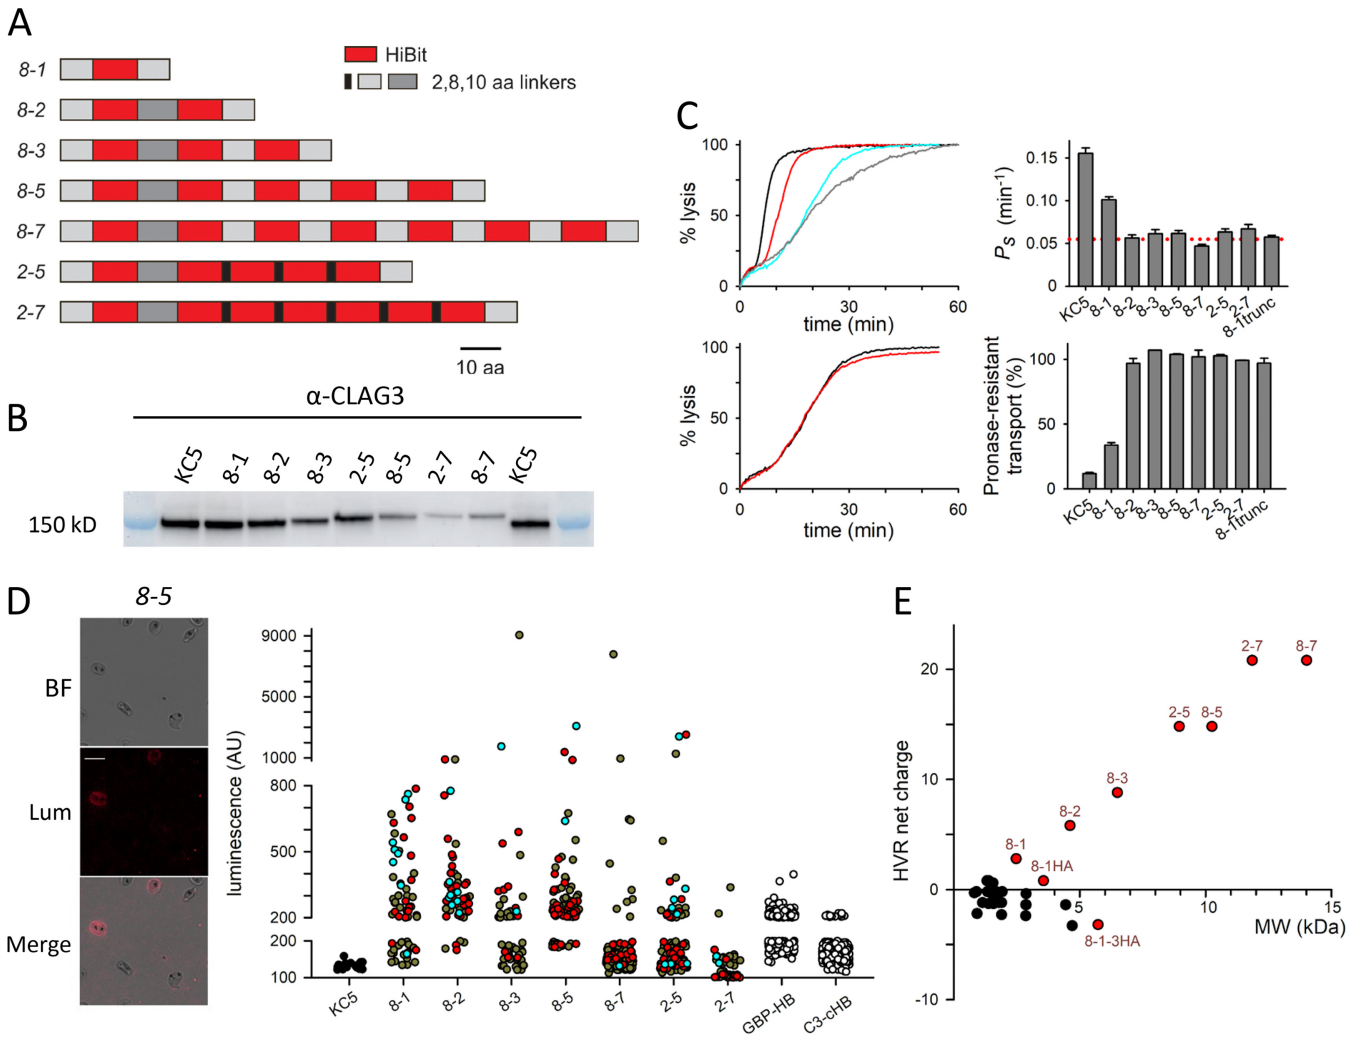 A
8-1
8-2
8-3
8-5
8-7
2-5
2-7
HiBit
2,8,10 aa linkers
10 aa
B
α-CLAG3
KC5 8-1 8-2 8-3 2-5 8-5 2-7 8-7 KC5
150 kD
C
% lysis
100
50
0
0 30 60
time (min)
PS (min-1)
0.15
0.10
0.05
0
KC5 8-1 8-2 8-3 8-5 8-7 2-5 2-7 8-1trunc
% lysis
100
50
0
0 30 60
time (min)
Pronase-resistant
transport (%)
100
50
0
KC5 8-1 8-2 8-3 8-5 8-7 2-5 2-7 8-1trunc
D
8-5
BF
Lum
Merge
luminescence (AU)
9000
5000
1000
800
500
200
200
100
KC5 8-1 8-2 8-3 8-5 8-7 2-5 2-7 GBP-HB C3-cHB
E
HVR net charge
20
10
0
-10
5 10 15
MW (kDa)
2-7 8-7
2-5 8-5
8-3
8-2
8-1
8-1HA
8-1-3HA